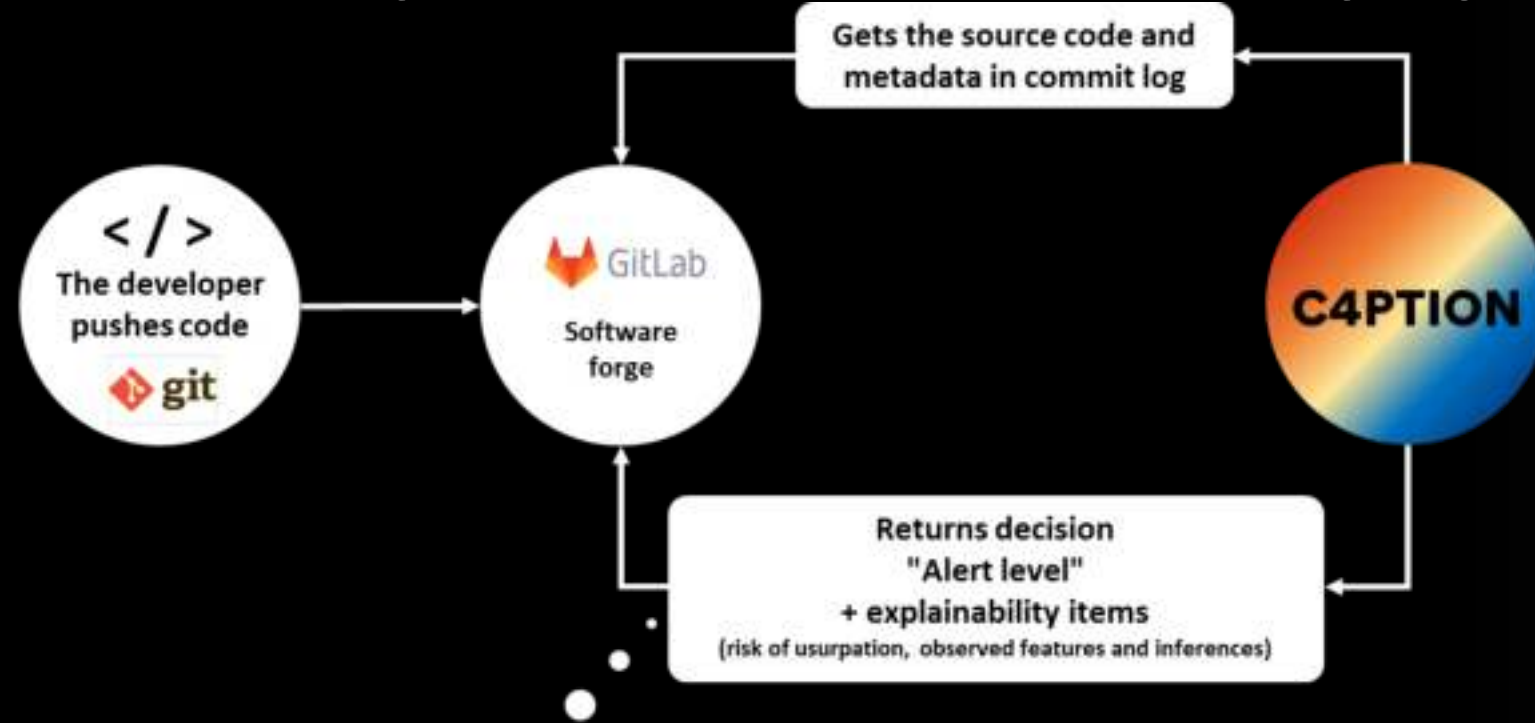 Gets the source code and
metadata in commit log
</>
The developer
pushes code
git
GitLab
Software
forge
C4PTION
Returns decision
"Alert level"
+ explainability items
(risk of usurpation, observed features and inferences)